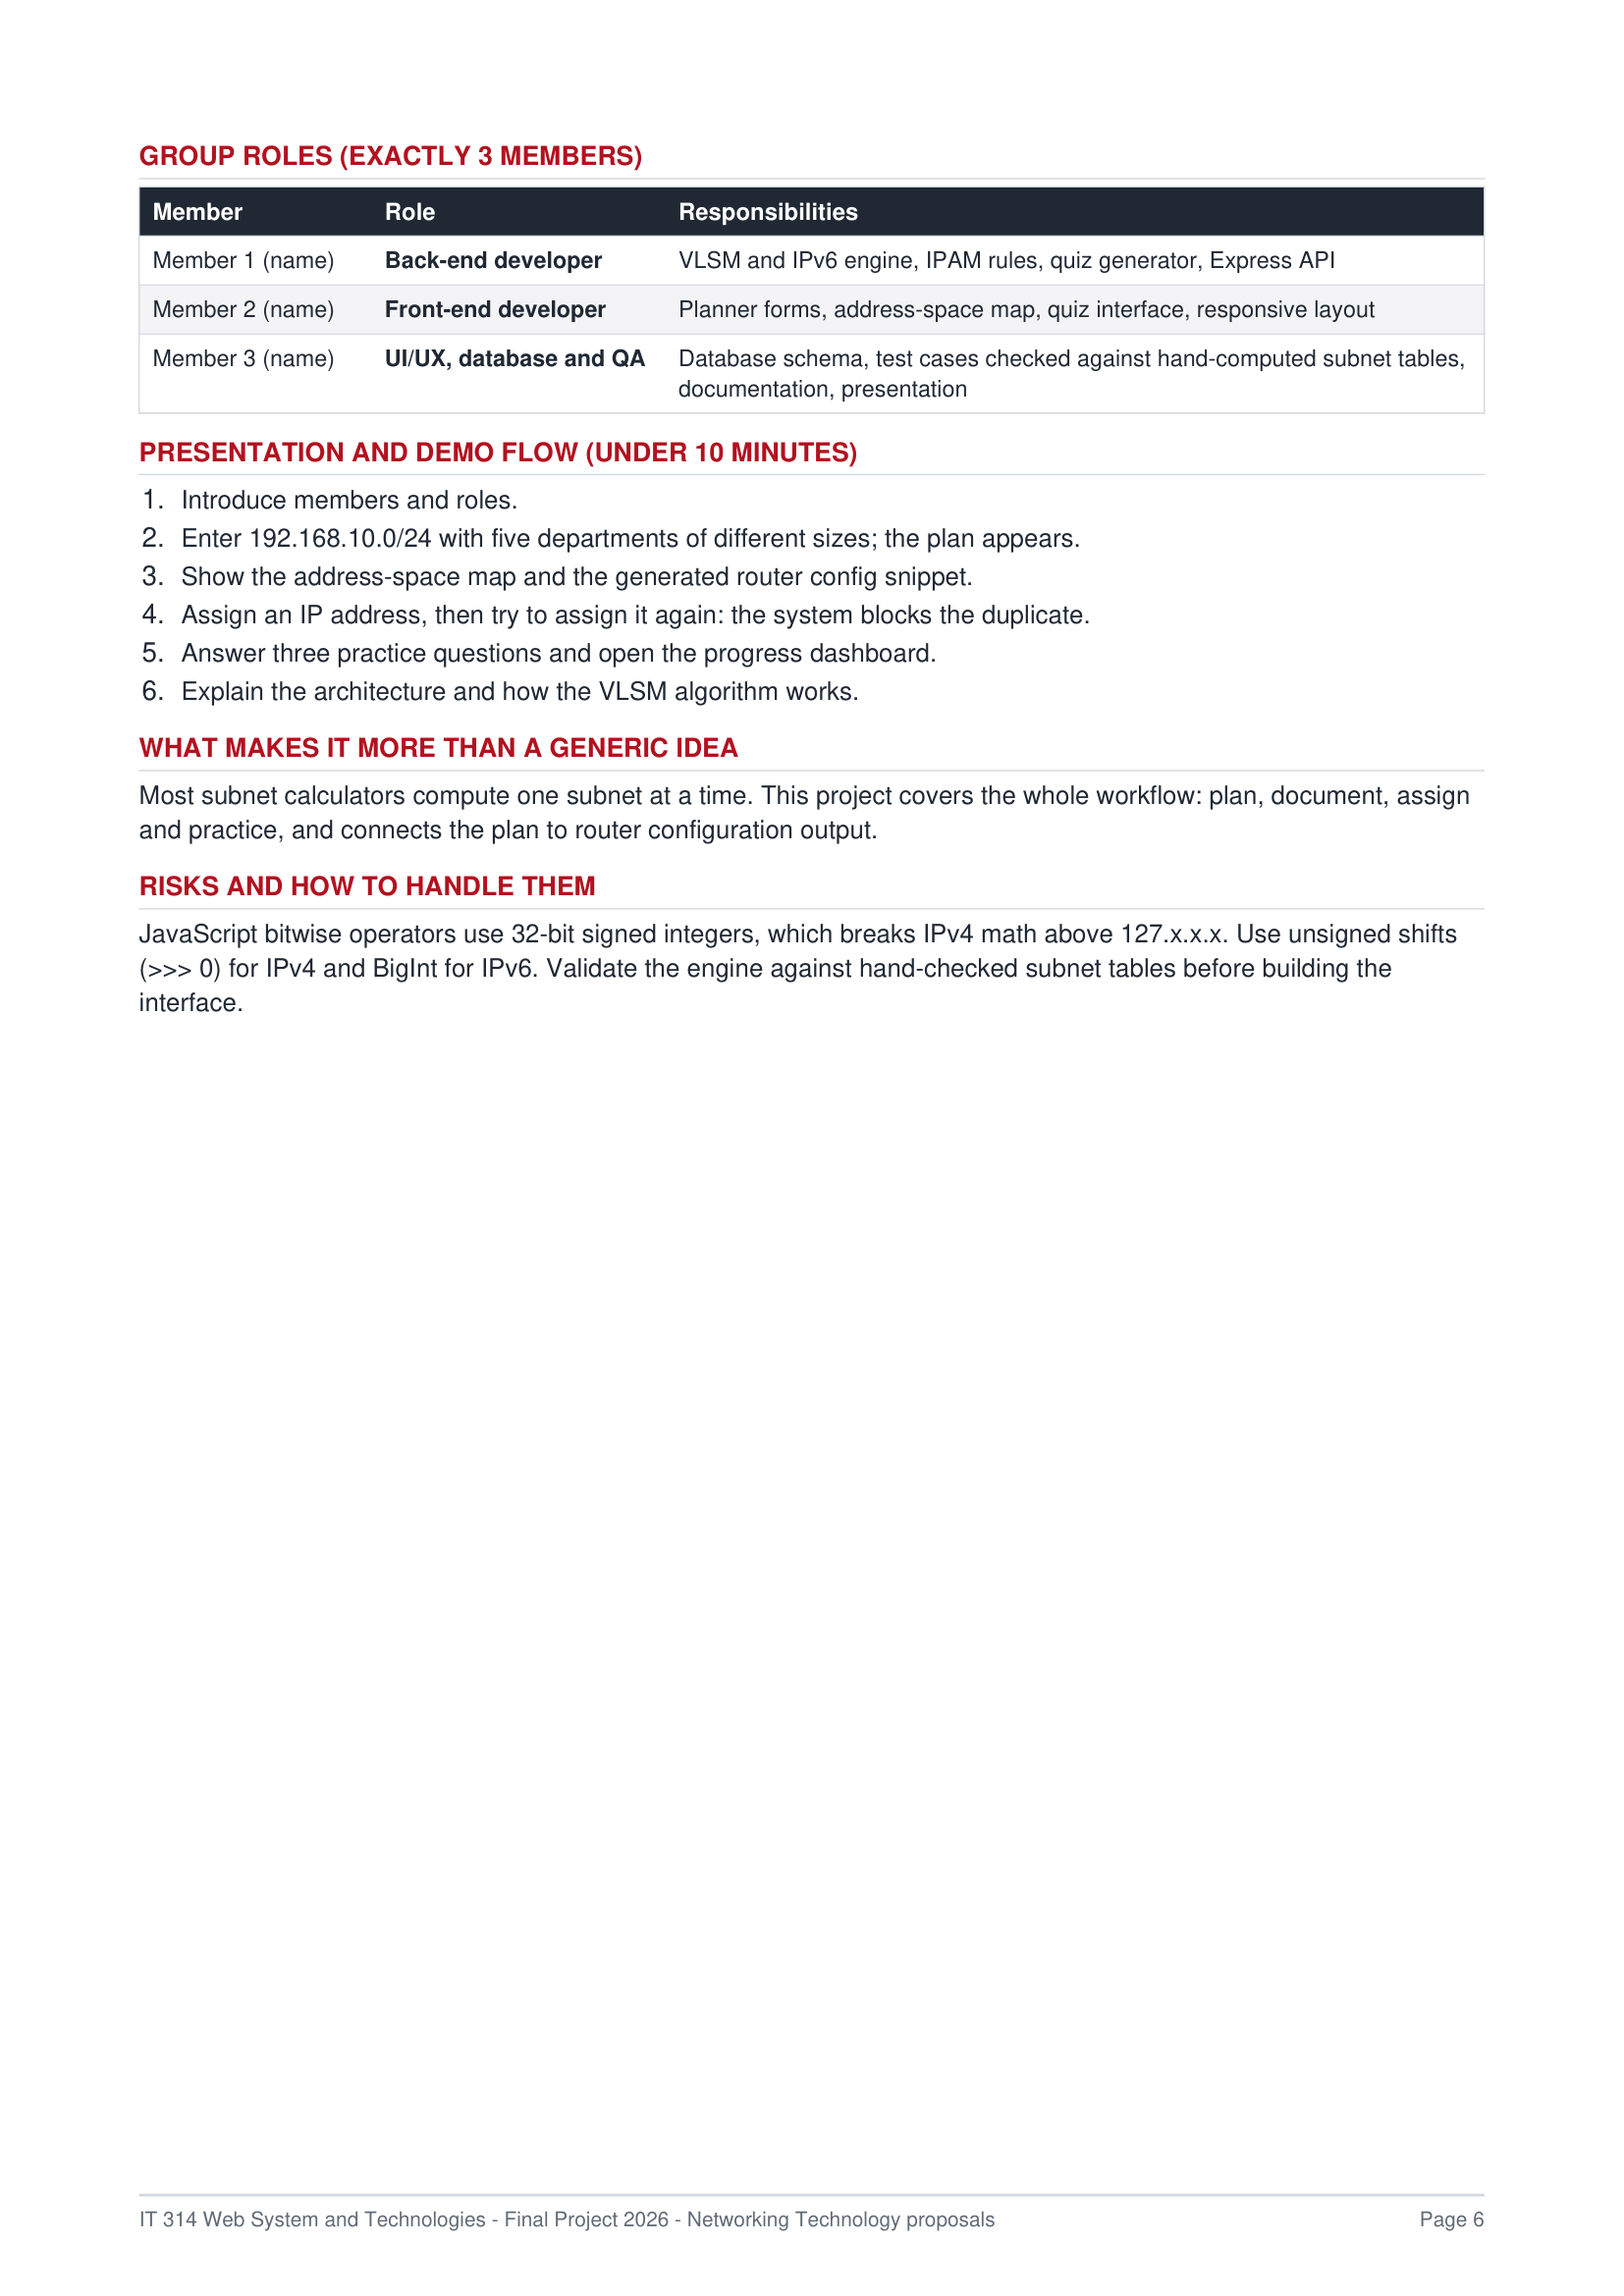 GROUP ROLES (EXACTLY 3 MEMBERS)
Member Role Responsibilities
Member 1 (name) Back-end developer VLSM and IPv6 engine, IPAM rules, quiz generator, Express API
Member 2 (name) Front-end developer Planner forms, address-space map, quiz interface, responsive layout
Member 3 (name) UI/UX, database and QA Database schema, test cases checked against hand-computed subnet tables,
documentation, presentation
PRESENTATION AND DEMO FLOW (UNDER 10 MINUTES)
1. Introduce members and roles.
2. Enter 192.168.10.0/24 with five departments of different sizes; the plan appears.
3. Show the address-space map and the generated router config snippet.
4. Assign an IP address, then try to assign it again: the system blocks the duplicate.
5. Answer three practice questions and open the progress dashboard.
6. Explain the architecture and how the VLSM algorithm works.
WHAT MAKES IT MORE THAN A GENERIC IDEA
Most subnet calculators compute one subnet at a time. This project covers the whole workflow: plan, document, assign
and practice, and connects the plan to router configuration output.
RISKS AND HOW TO HANDLE THEM
JavaScript bitwise operators use 32-bit signed integers, which breaks IPv4 math above 127.x.x.x. Use unsigned shifts
(>>> 0) for IPv4 and BigInt for IPv6. Validate the engine against hand-checked subnet tables before building the
interface.
IT 314 Web System and Technologies - Final Project 2026 - Networking Technology proposals Page 6